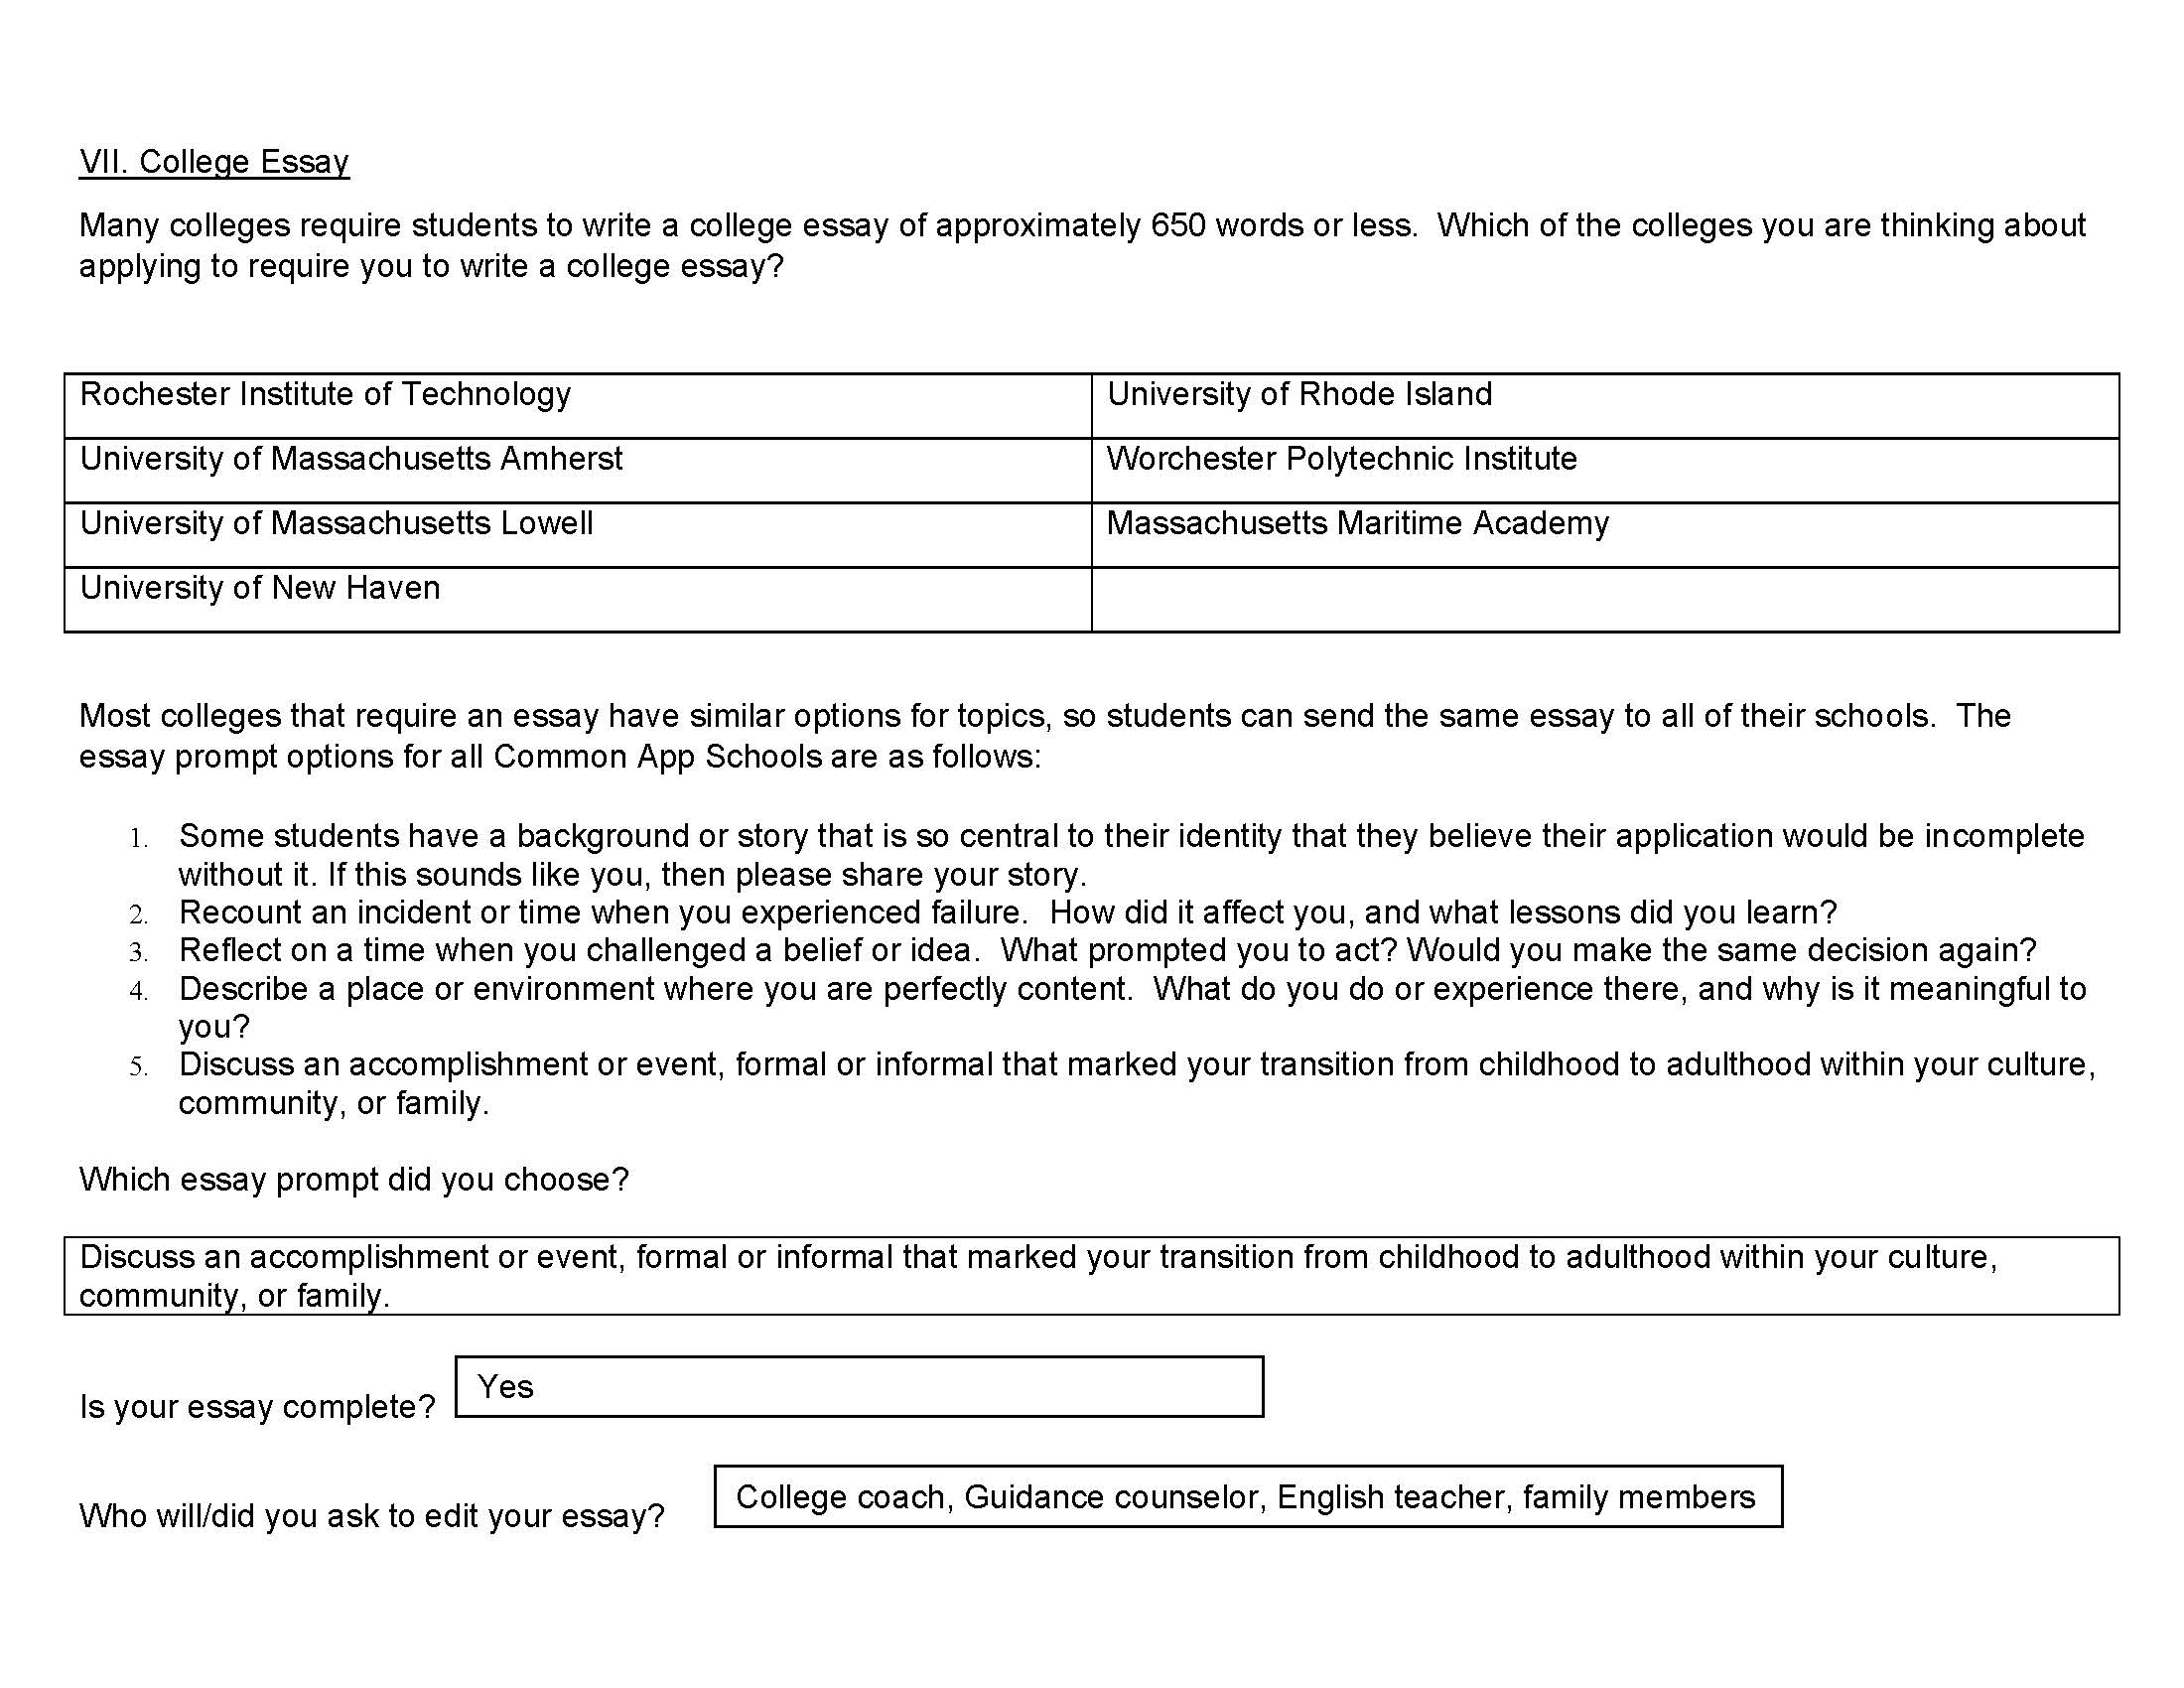 VII. College Essay
Many colleges require students to write a college essay of approximately 650 words or less.  Which of the colleges you are thinking about
applying to require you to write a college essay?
Rochester Institute of Technology
University of Rhode Island
University of Massachusetts Amherst
Worchester Polytechnic Institute
University of Massachusetts Lowell
Massachusetts Maritime Academy
University of New Haven
Most colleges that require an essay have similar options for topics, so students can send the same essay to all of their schools.  The
essay prompt options for all Common App Schools are as follows:
1. Some students have a background or story that is so central to their identity that they believe their application would be incomplete
without it. If this sounds like you, then please share your story.
2. Recount an incident or time when you experienced failure.  How did it affect you, and what lessons did you learn?
3. Reflect on a time when you challenged a belief or idea.  What prompted you to act? Would you make the same decision again?
4. Describe a place or environment where you are perfectly content.  What do you do or experience there, and why is it meaningful to
you?
5. Discuss an accomplishment or event, formal or informal that marked your transition from childhood to adulthood within your culture,
community, or family.
Which essay prompt did you choose?
Discuss an accomplishment or event, formal or informal that marked your transition from childhood to adulthood within your culture,
community, or family.
Is your essay complete? Yes
Who will/did you ask to edit your essay? College coach, Guidance counselor, English teacher, family members